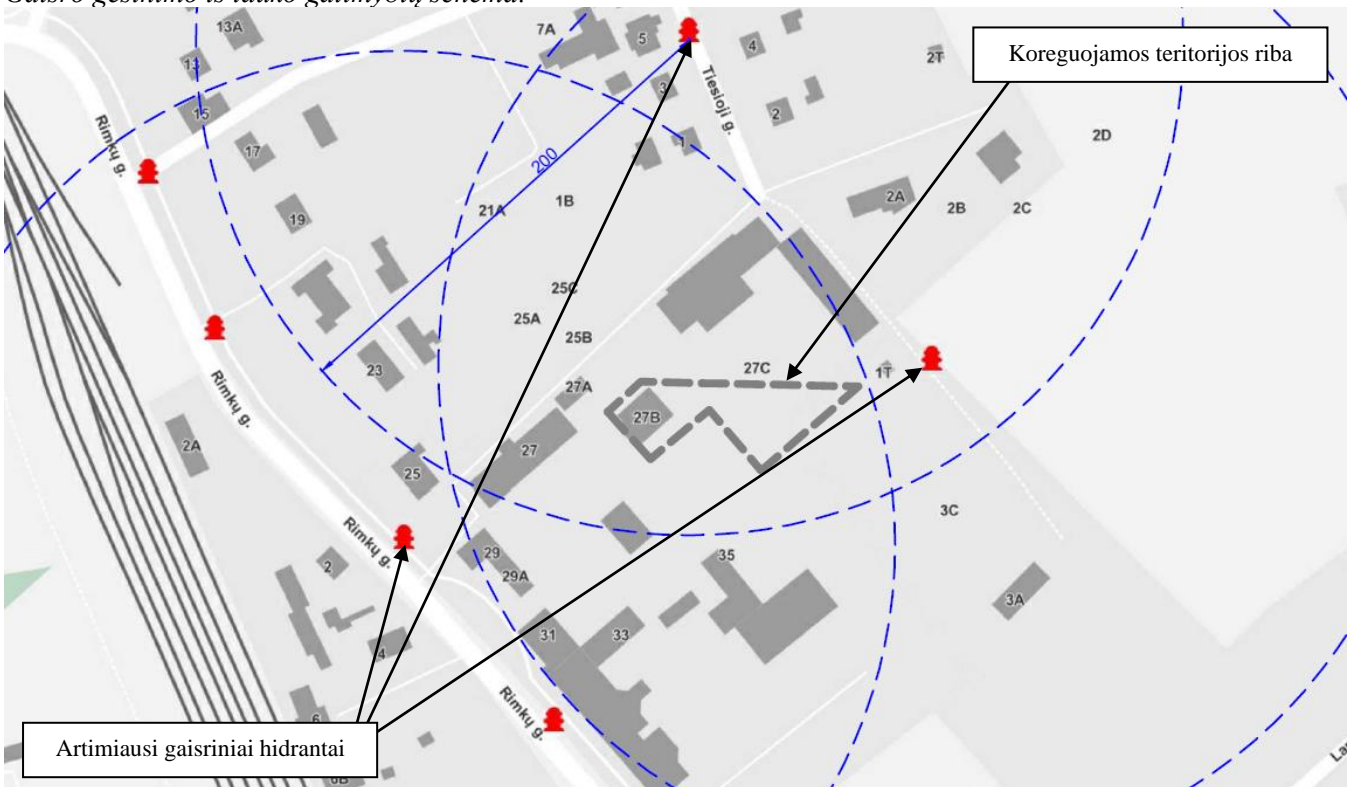 Gaisro gesinimo iš lauko galimybių schema:
13A
7A
5
4
2T
Koreguojamos teritorijos riba
13
3
Tiesioji g.
15
2
Rimkų g.
17
1
2D
200
2A
19
21A
1B
2B
2C
25C
25A
25B
23
27C
1T
Rimkų g.
27A
27B
2A
27
25
3C
Rimkų g.
29
35
2
29A
3A
31
33
4
6
Rimkų g.
Artimiausi gaisriniai hidrantai
6B